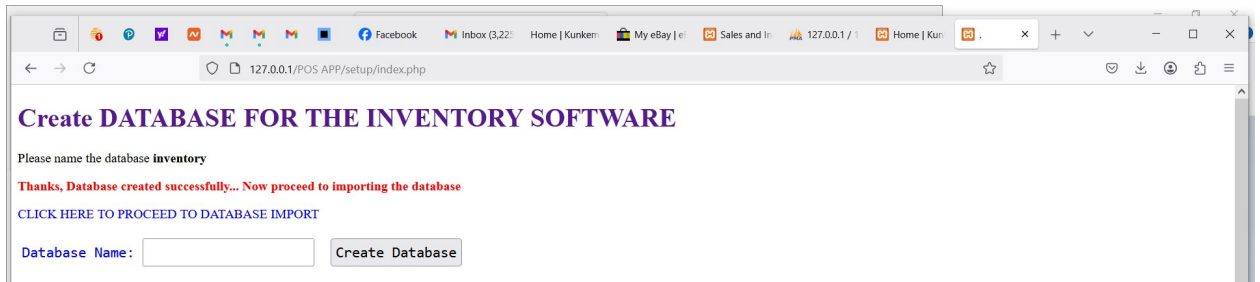 Facebook
Inbox (3,225
Home | Kunkem
My eBay | el
Sales and In
127.0.0.1 / 1
Home | Kun
.
127.0.0.1/POS APP/setup/index.php
Create DATABASE FOR THE INVENTORY SOFTWARE
Please name the database inventory
Thanks, Database created successfully... Now proceed to importing the database
CLICK HERE TO PROCEED TO DATABASE IMPORT
Database Name: Create Database